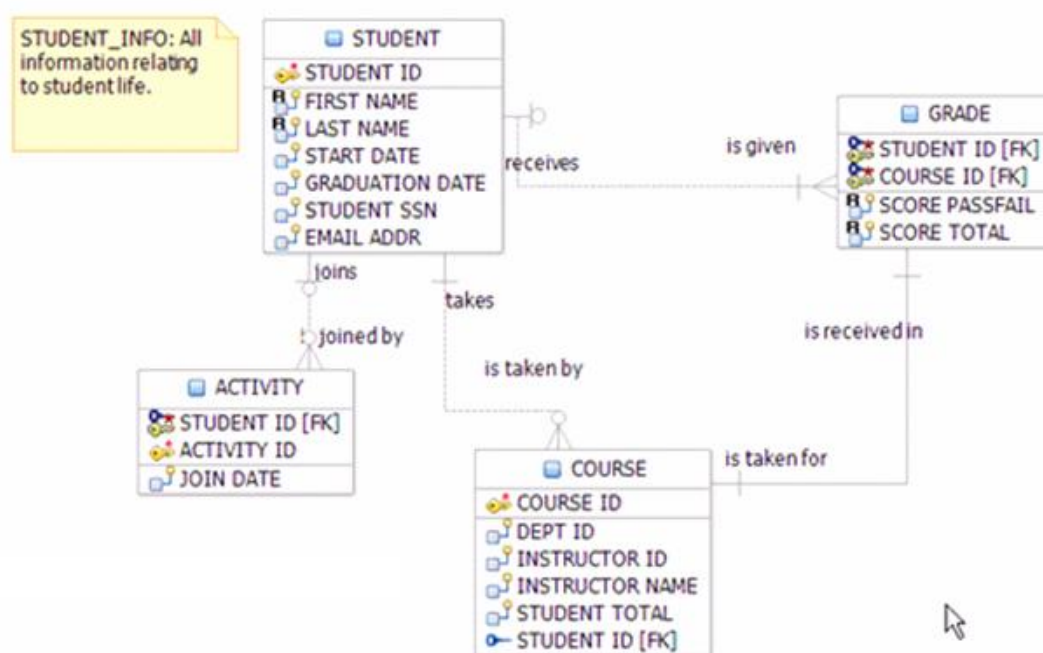 STUDENT_INFO: All
information relating
to student life.
STUDENT
STUDENT ID
FIRST NAME
LAST NAME
START DATE
GRADUATION DATE
STUDENT SSN
EMAIL ADDR
receives
is given
GRADE
STUDENT ID [FK]
COURSE ID [FK]
SCORE PASSFAIL
SCORE TOTAL
joins
joined by
takes
is taken by
is received in
is taken for
ACTIVITY
STUDENT ID [FK]
ACTIVITY ID
JOIN DATE
COURSE
COURSE ID
DEPT ID
INSTRUCTOR ID
INSTRUCTOR NAME
STUDENT TOTAL
STUDENT ID [FK]